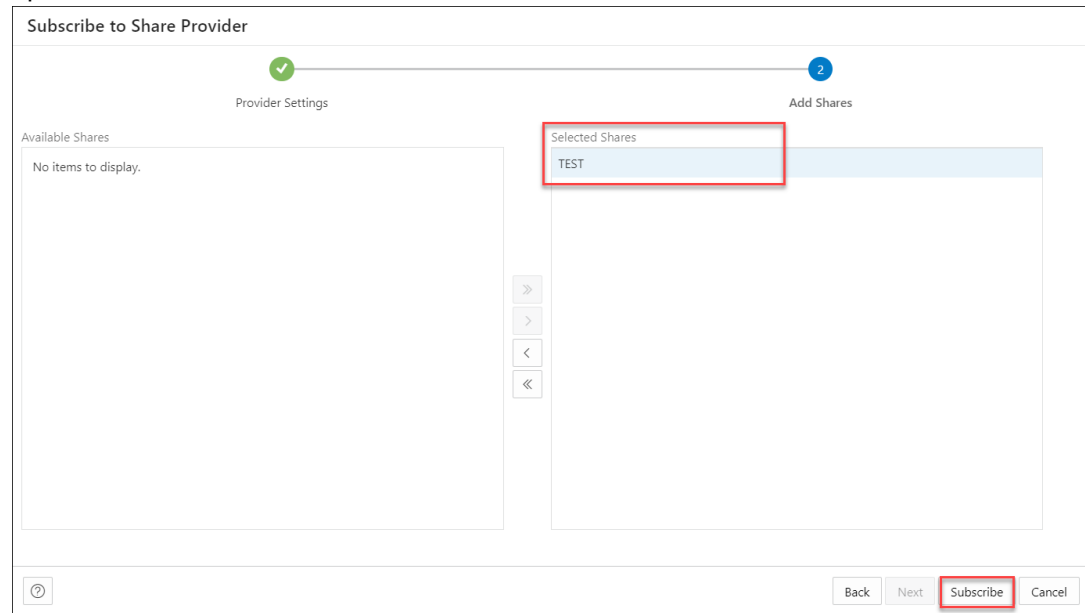 Subscribe to Share Provider
2
Provider Settings
Add Shares
Available Shares
Selected Shares
No items to display.
TEST
Back
Next
Subscribe
Cancel